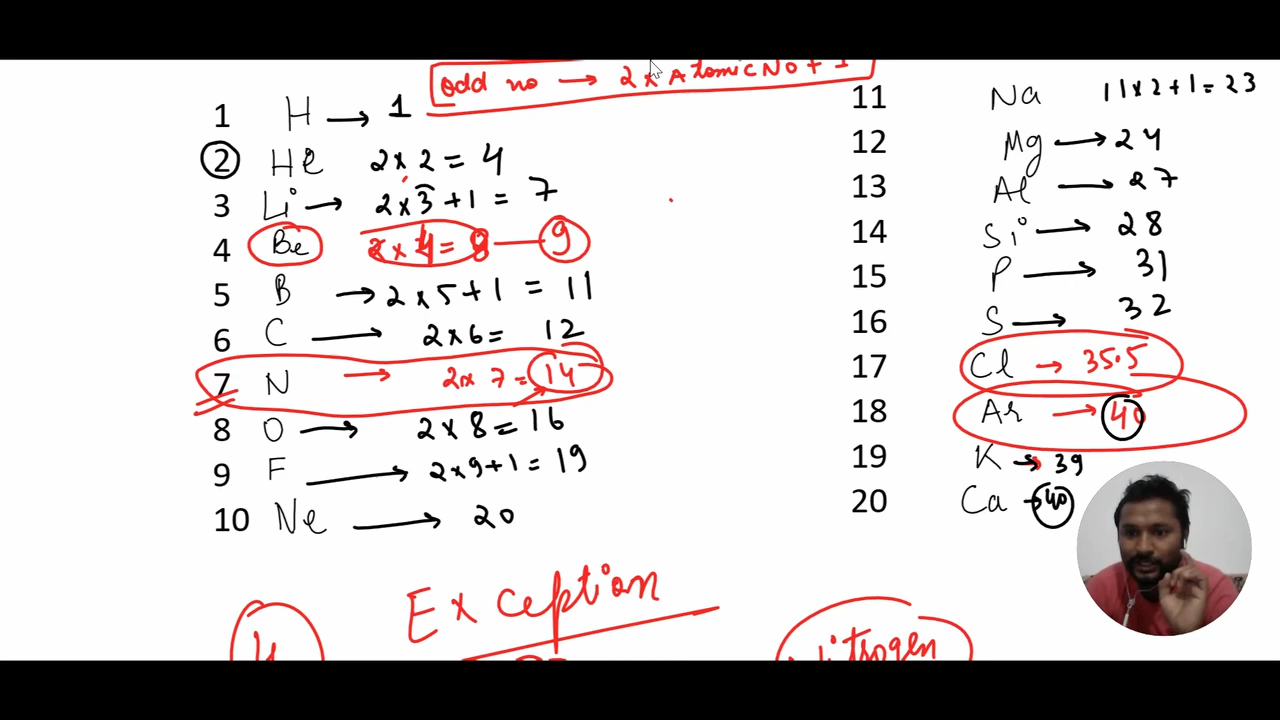 Odd no → 2 x Atomic No + 1
1 H → 1
2 He 2 x 2 = 4
3 Li → 2 x 3 + 1 = 7
4 Be 2 x 4 = 8 — 9
5 B → 2 x 5 + 1 = 11
6 C → 2 x 6 = 12
7 N → 2 x 7 = 14
8 O → 2 x 8 = 16
9 F → 2 x 9 + 1 = 19
10 Ne → 20
11 Na 11 x 2 + 1 = 23
12 Mg → 24
13 Al → 27
14 Si → 28
15 P → 31
16 S → 32
17 Cl → 35.5
18 Ar → 40
19 K → 39
20 Ca → 40
Exception
Nitrogen